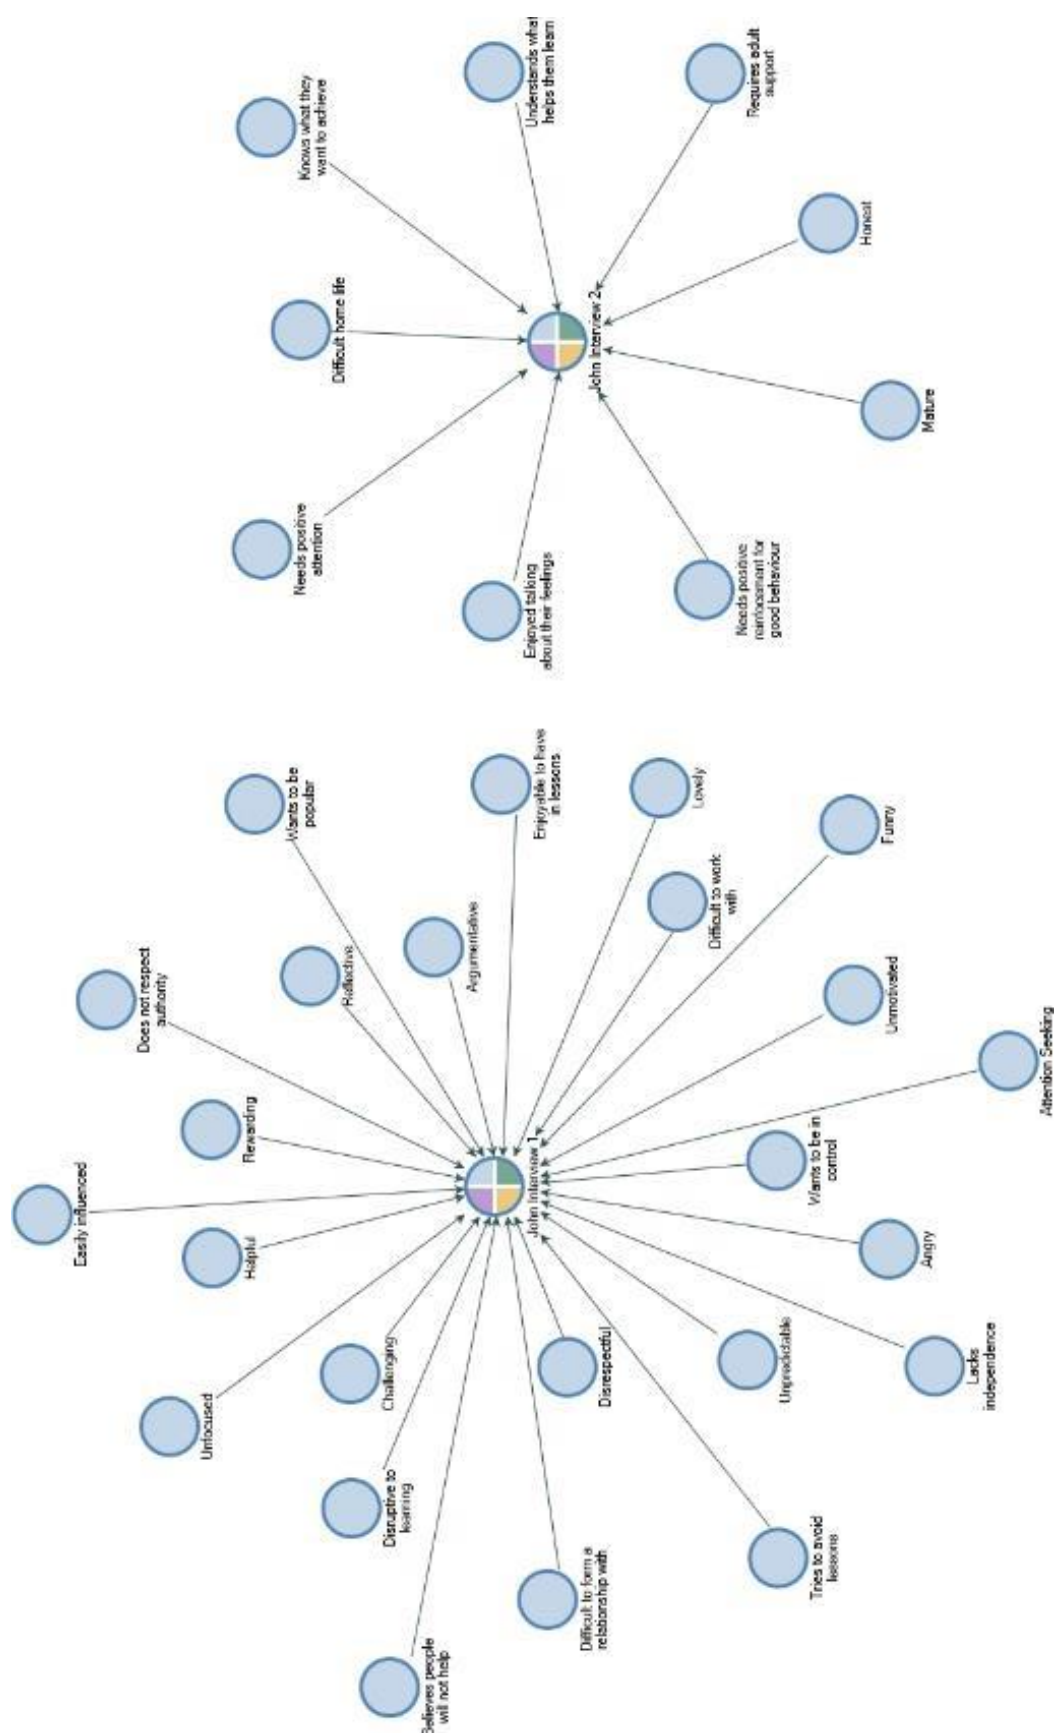 Believes people
will not help
Unfocused
Disruptive to
learning
Challenging
Easily influenced
Helpful
Rewarding
Does not respect
authority
Reflective
Wants to be
popular
Argumentative
Enjoyable to have
in lessons
Lovely
Difficult to work
with
Funny
Unmotivated
Attention Seeking
Wants to be in
control
Angry
Lacks
independence
Unpredictable
Disrespectful
Tries to avoid
lessons
Difficult to form a
relationship with
John Interview 1
Needs positive
attention
Difficult home life
Knows what they
want to achieve
Understands what
helps them learn
Requires adult
support
Honest
Mature
Needs positive
reinforcement for
good behaviour
Enjoyed talking
about their feelings
John Interview 2